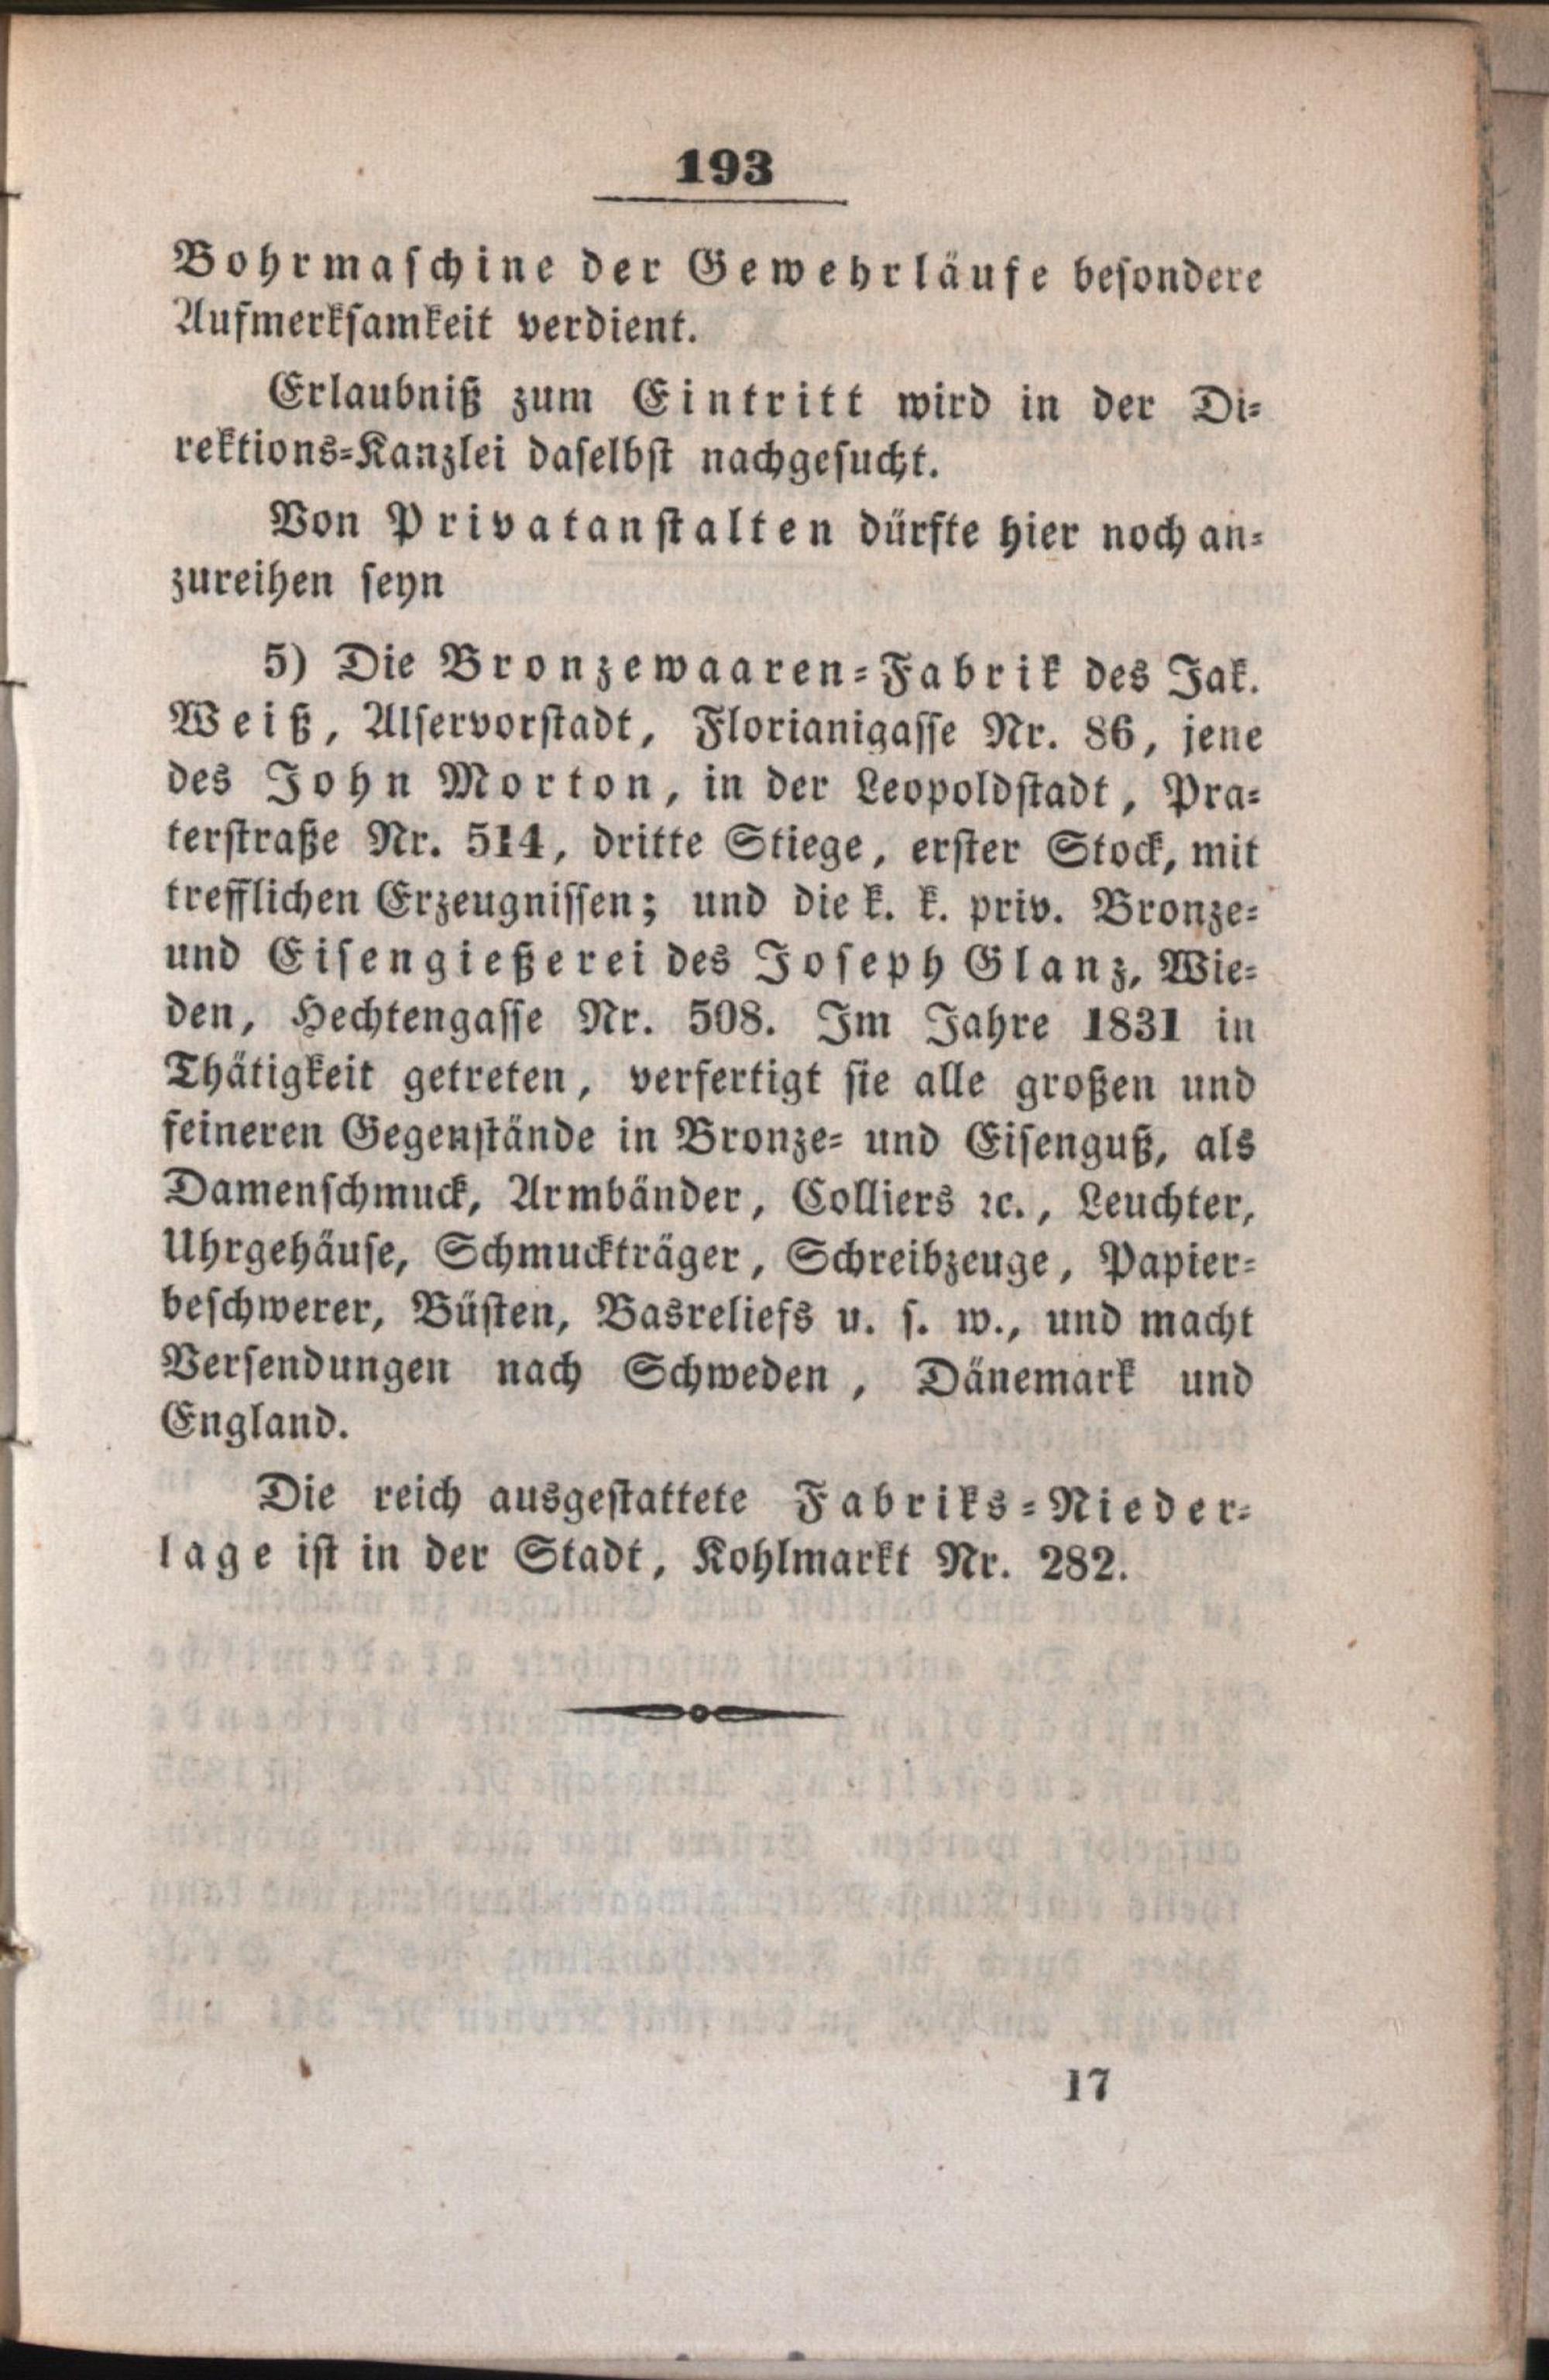 193
Bohrmaschine der Gewehrläufe besondere
Aufmerksamkeit verdient.
Erlaubniß zum Eintritt wird in der Di-
rektions-Kanzlei daselbst nachgesucht.
Von Privatanstalten dürfte hier noch an-
zureihen seyn
5) Die Bronzewaaren-Fabrik des Jak.
Weiß, Alservorstadt, Florianigasse Nr. 86, jene
des John Morton, in der Leopoldstadt, Pra-
terstraße Nr. 514, dritte Stiege, erster Stock, mit
trefflichen Erzeugnissen; und die k. k. priv. Bronze-
und Eisengießerei des Joseph Glanz, Wie-
den, Hechtengasse Nr. 508. Im Jahre 1831 in
Thätigkeit getreten, verfertigt sie alle großen und
feineren Gegenstände in Bronze- und Eisenguß, als
Damenschmuck, Armbänder, Colliers ꝛc., Leuchter,
Uhrgehäuse, Schmuckträger, Schreibzeuge, Papier-
beschwerer, Büsten, Basreliefs u. s. w., und macht
Versendungen nach Schweden, Dänemark und
England.
Die reich ausgestattete Fabriks-Nieder-
lage ist in der Stadt, Kohlmarkt Nr. 282.
17